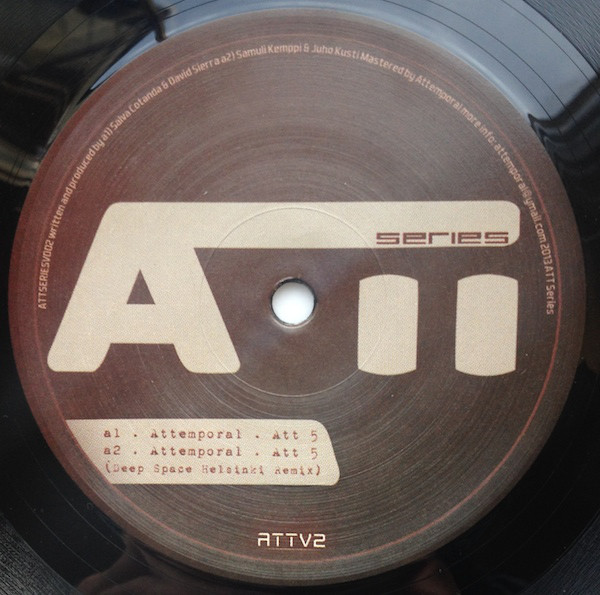 ATTSERIESV002 written and produced by a1) Salva Cotanda & David Sierra a2) Samuli Kemppi & Juho Kusti Mastered by Attemporal more info: attemporal@ymail.com 2013 ATT Series
ATT
series
a1 . Attemporal . Att 5
a2 . Attemporal . Att 5
(Deep Space Helsinki Remix)
ATTV2